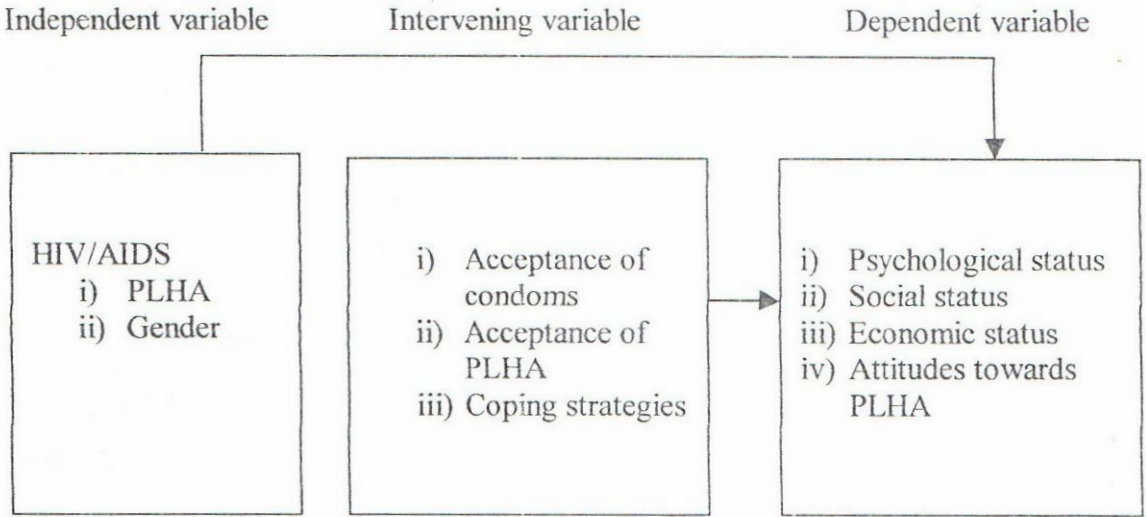 Independent variable
Intervening variable
Dependent variable
HIV/AIDS
i) PLHA
ii) Gender
i) Acceptance of
condoms
ii) Acceptance of
PLHA
iii) Coping strategies
i) Psychological status
ii) Social status
iii) Economic status
iv) Attitudes towards
PLHA